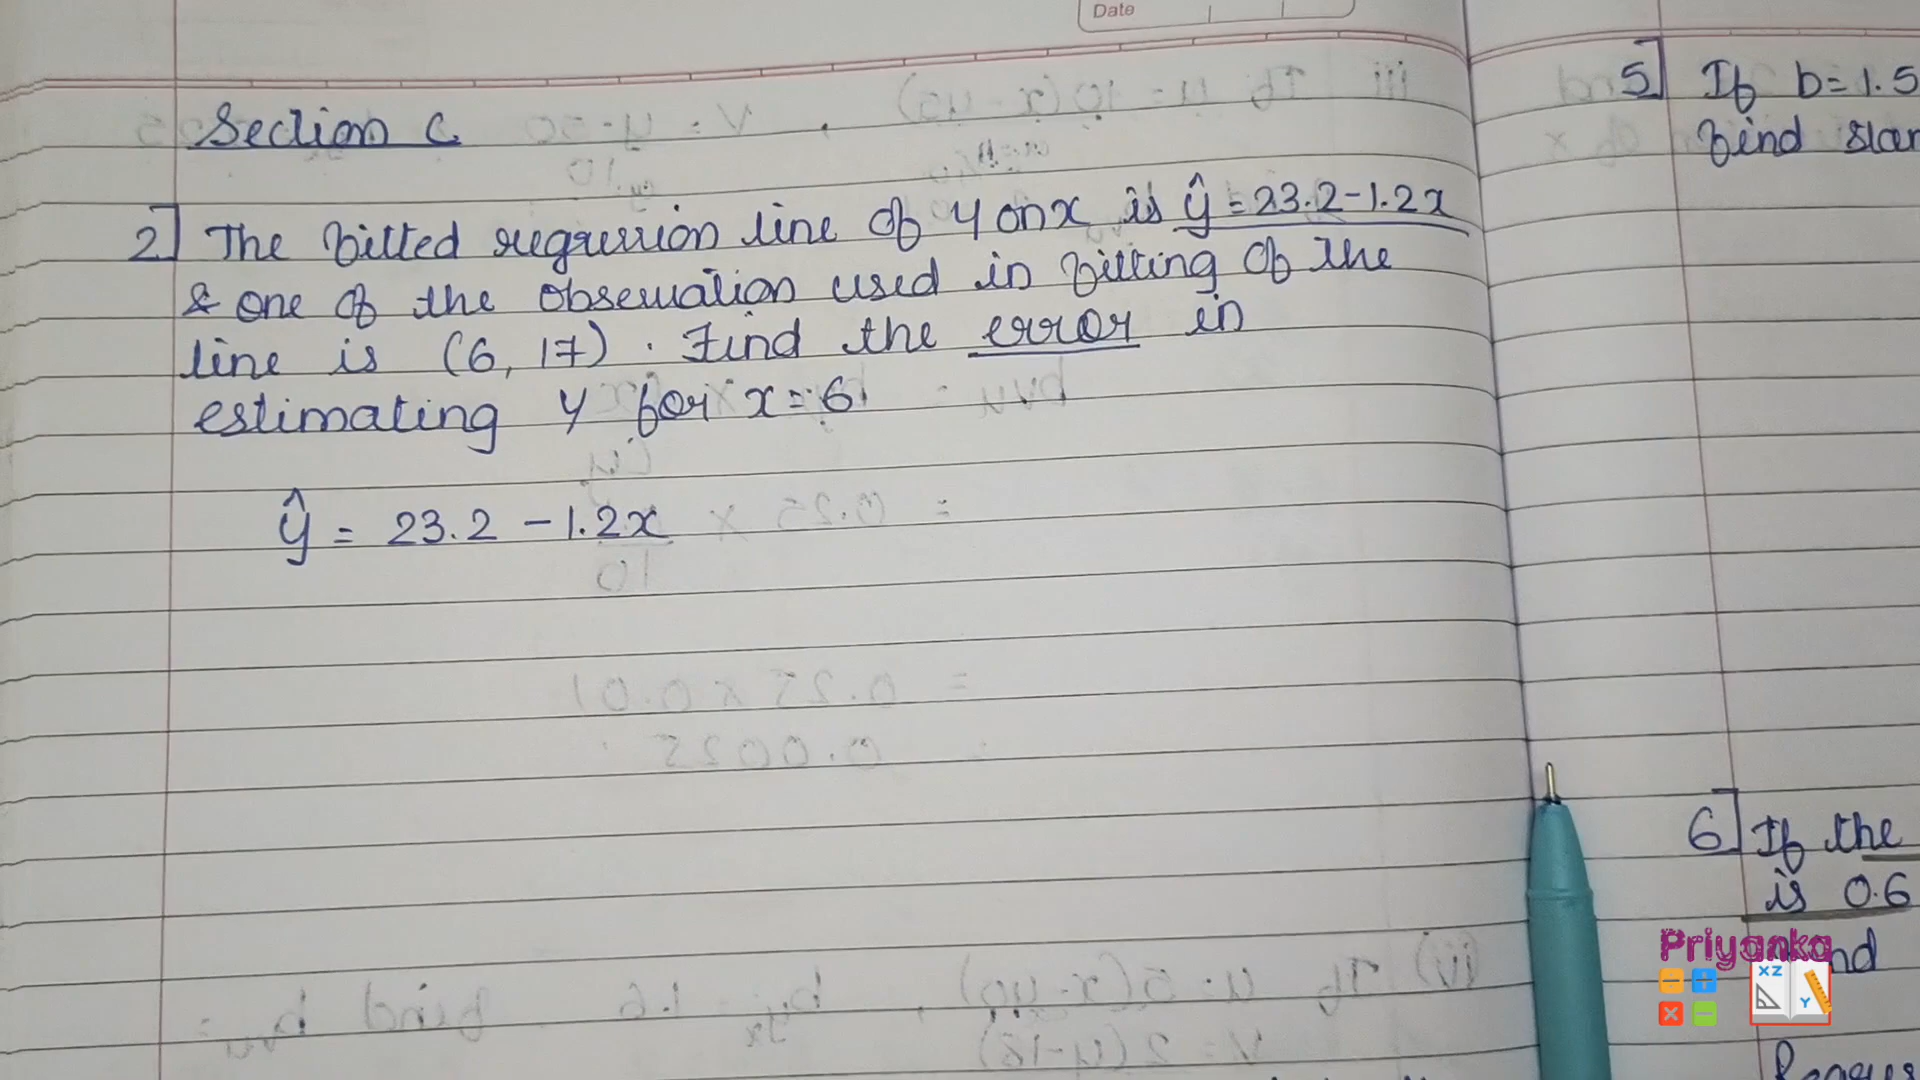 Date
Section C
2] The fitted regression line of y on x is ŷ = 23.2 - 1.2x
& one of the observation used in fitting of the
line is (6, 17). Find the error in
estimating y for x = 6
ŷ = 23.2 - 1.2x
5] If b = 1.5
find
6] If the
is 0.6
Priyanka
XZ
Y